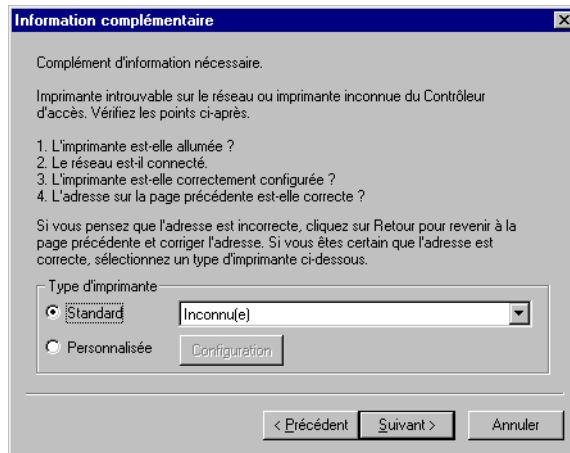 Information complémentaire
Complément d'information nécessaire.
Imprimante introuvable sur le réseau ou imprimante inconnue du Contrôleur
d'accès. Vérifiez les points ci-après.
1. L'imprimante est-elle allumée ?
2. Le réseau est-il connecté.
3. L'imprimante est-elle correctement configurée ?
4. L'adresse sur la page précédente est-elle correcte ?
Si vous pensez que l'adresse est incorrecte, cliquez sur Retour pour revenir à la
page précédente et corriger l'adresse. Si vous êtes certain que l'adresse est
correcte, sélectionnez un type d'imprimante ci-dessous.
Type d'imprimante
Standard Inconnu(e)
Personnalisée Configuration
< Précédent Suivant > Annuler